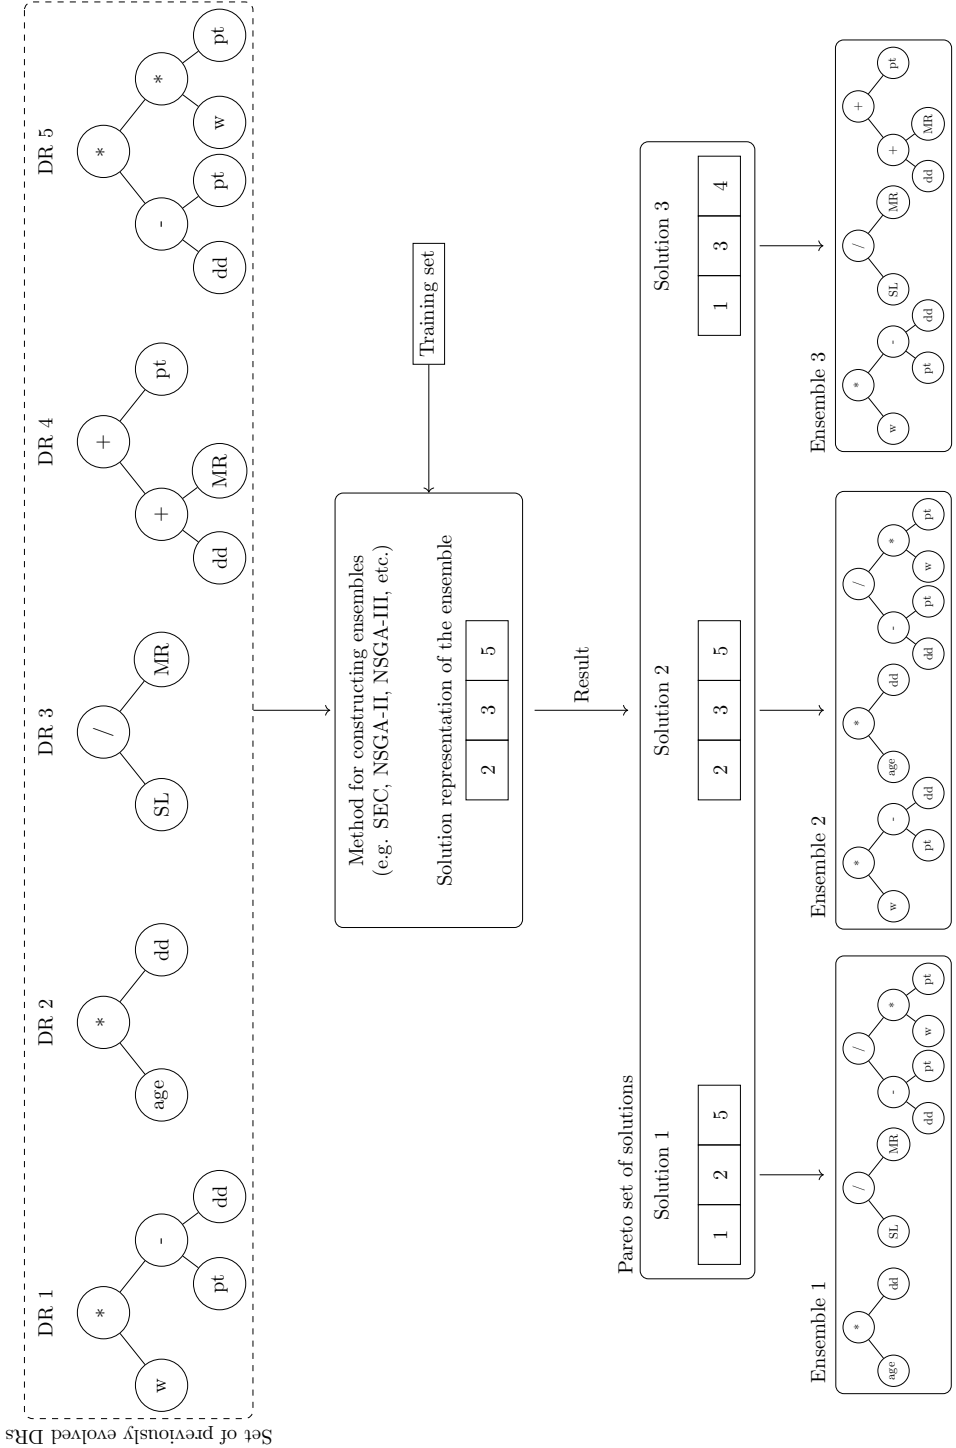 Set of previously evolved DRs
DR 1
DR 2
DR 3
DR 4
DR 5
*
w
-
pt
dd
*
age
dd
/
SL
MR
+
+
pt
dd
MR
*
-
*
dd
pt
w
pt
Method for constructing ensembles
(e.g. SEC, NSGA-II, NSGA-III, etc.)
Solution representation of the ensemble
2 3 5
Training set
Result
Pareto set of solutions
Solution 1
1 2 5
Solution 2
2 3 5
Solution 3
1 3 4
Ensemble 1
*
age
dd
/
SL
MR
/
-
*
dd
pt
w
pt
Ensemble 2
*
w
-
pt
dd
*
age
dd
/
-
*
dd
pt
w
pt
Ensemble 3
*
w
-
pt
dd
/
SL
MR
+
+
pt
dd
MR